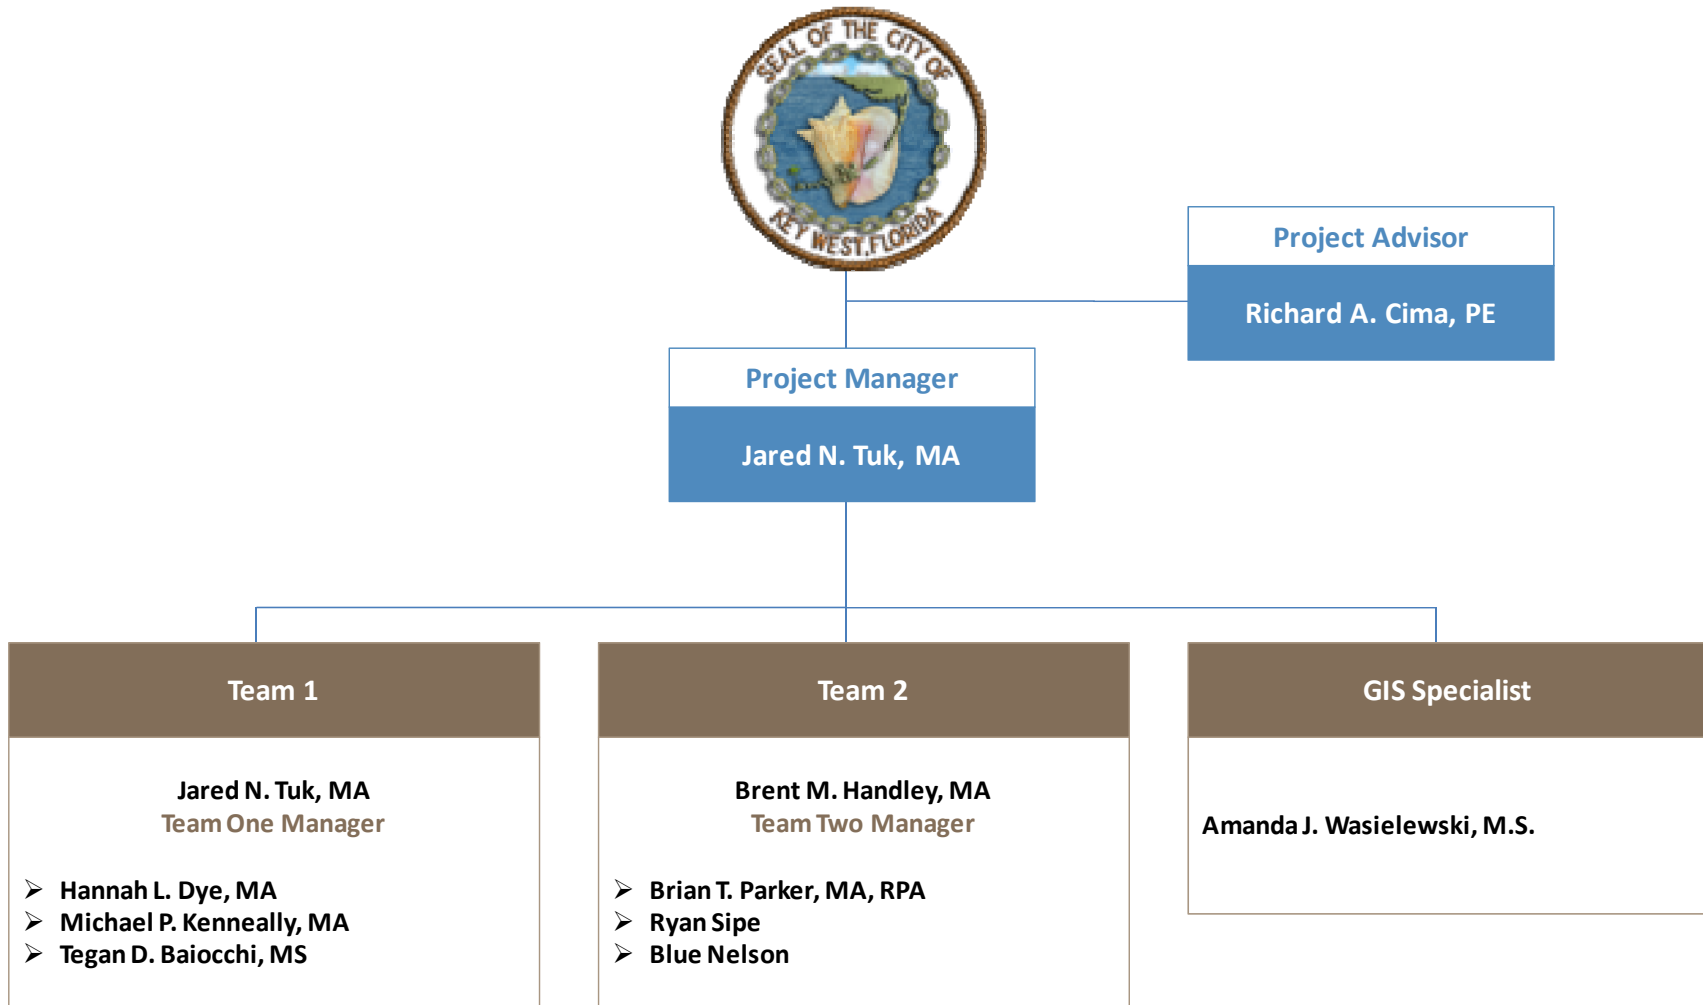 SEAL OF THE CITY OF
KEY WEST, FLORIDA
Project Advisor
Richard A. Cima, PE
Project Manager
Jared N. Tuk, MA
Team 1
Jared N. Tuk, MA
Team One Manager
➢ Hannah L. Dye, MA
➢ Michael P. Kenneally, MA
➢ Tegan D. Baiocchi, MS
Team 2
Brent M. Handley, MA
Team Two Manager
➢ Brian T. Parker, MA, RPA
➢ Ryan Sipe
➢ Blue Nelson
GIS Specialist
Amanda J. Wasielewski, M.S.